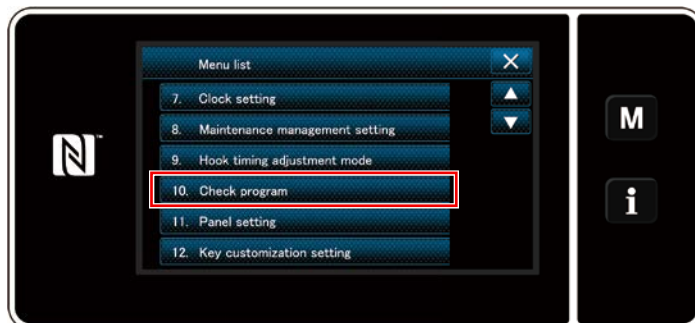 Menu list
7. Clock setting
8. Maintenance management setting
9. Hook timing adjustment mode
10. Check program
11. Panel setting
12. Key customization setting
M
i